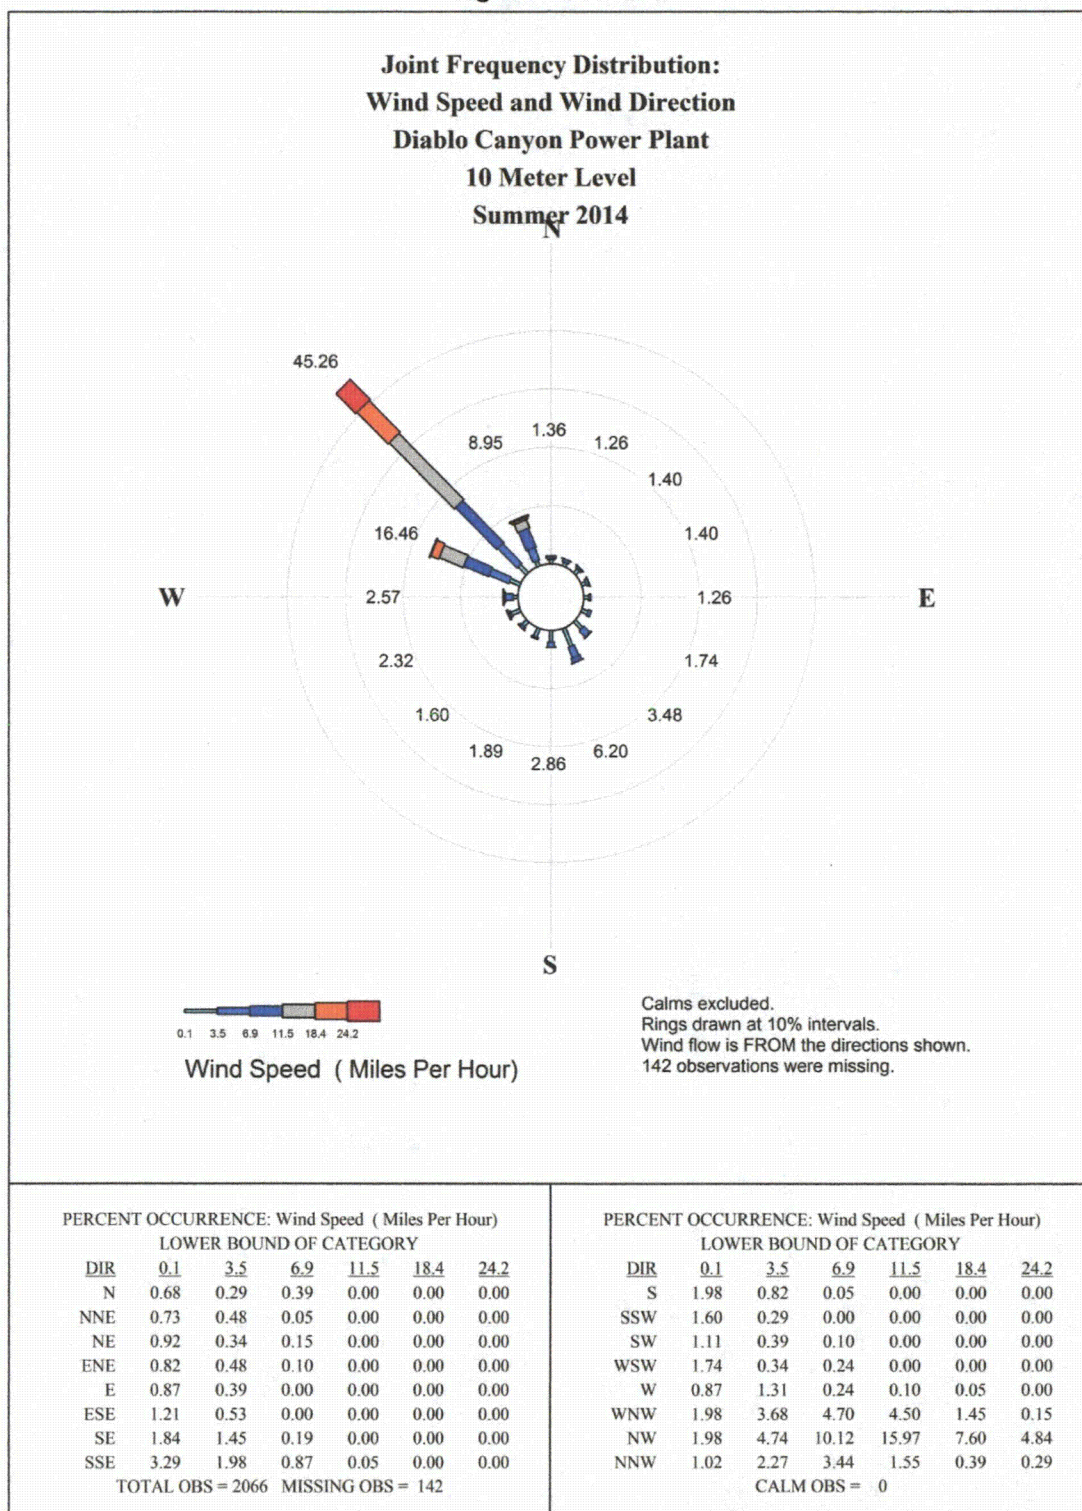 Joint Frequency Distribution:
Wind Speed and Wind Direction
Diablo Canyon Power Plant
10 Meter Level
Summer 2014
N
45.26
8.95
1.36
1.26
1.40
16.46
1.40
W
2.57
1.26
E
2.32
1.74
1.60
3.48
1.89
2.86
6.20
S
0.1 3.5 6.9 11.5 18.4 24.2
Wind Speed ( Miles Per Hour)
Calms excluded.
Rings drawn at 10% intervals.
Wind flow is FROM the directions shown.
142 observations were missing.
PERCENT OCCURRENCE: Wind Speed ( Miles Per Hour)
LOWER BOUND OF CATEGORY
DIR 0.1 3.5 6.9 11.5 18.4 24.2
N 0.68 0.29 0.39 0.00 0.00 0.00
NNE 0.73 0.48 0.05 0.00 0.00 0.00
NE 0.92 0.34 0.15 0.00 0.00 0.00
ENE 0.82 0.48 0.10 0.00 0.00 0.00
E 0.87 0.39 0.00 0.00 0.00 0.00
ESE 1.21 0.53 0.00 0.00 0.00 0.00
SE 1.84 1.45 0.19 0.00 0.00 0.00
SSE 3.29 1.98 0.87 0.05 0.00 0.00
TOTAL OBS = 2066 MISSING OBS = 142
PERCENT OCCURRENCE: Wind Speed ( Miles Per Hour)
LOWER BOUND OF CATEGORY
DIR 0.1 3.5 6.9 11.5 18.4 24.2
S 1.98 0.82 0.05 0.00 0.00 0.00
SSW 1.60 0.29 0.00 0.00 0.00 0.00
SW 1.11 0.39 0.10 0.00 0.00 0.00
WSW 1.74 0.34 0.24 0.00 0.00 0.00
W 0.87 1.31 0.24 0.10 0.05 0.00
WNW 1.98 3.68 4.70 4.50 1.45 0.15
NW 1.98 4.74 10.12 15.97 7.60 4.84
NNW 1.02 2.27 3.44 1.55 0.39 0.29
CALM OBS = 0